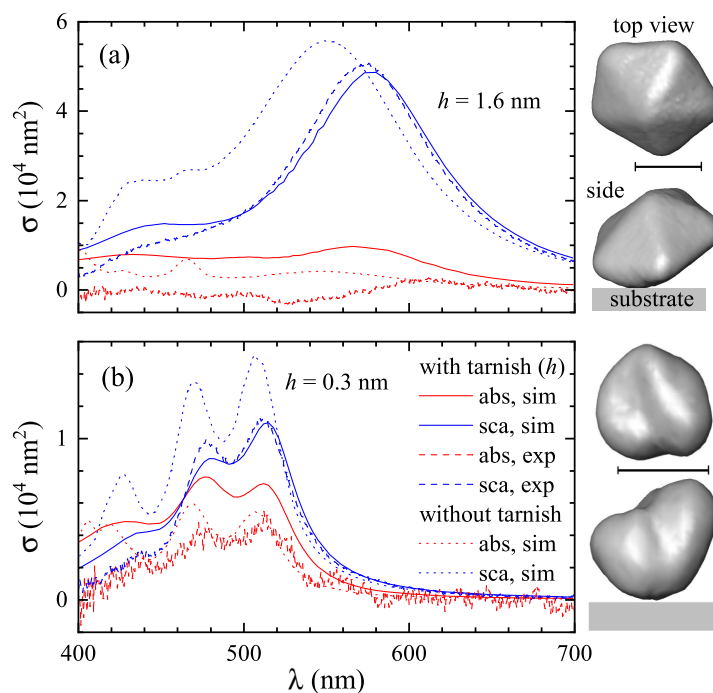 (a)
h = 1.6 nm
σ (10⁴ nm²)
6
4
2
0
top view
side
substrate
(b)
h = 0.3 nm
σ (10⁴ nm²)
1
0
with tarnish (h)
abs, sim
sca, sim
abs, exp
sca, exp
without tarnish
abs, sim
sca, sim
400 500 600 700
λ (nm)